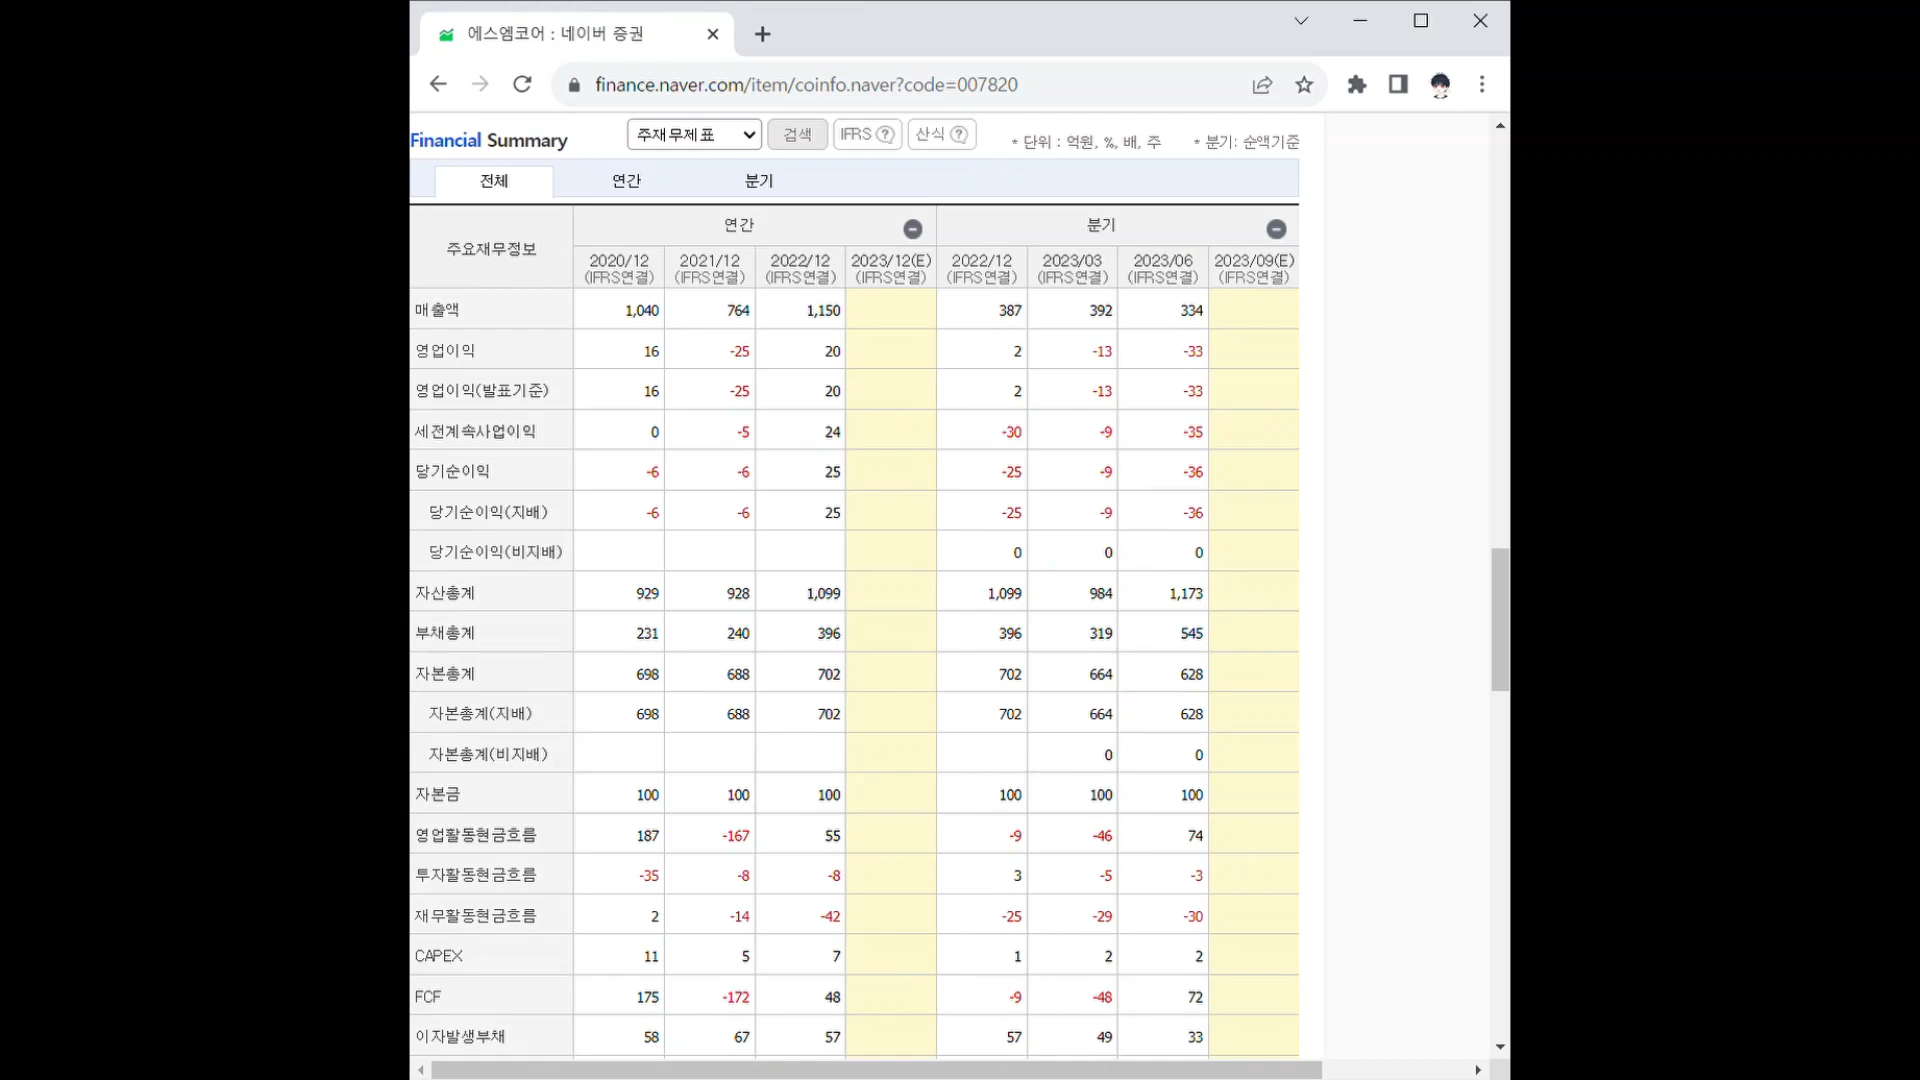 에스엠코어 : 네이버 증권
finance.naver.com/item/coinfo.naver?code=007820
Financial Summary 주재무제표 검색 IFRS ? 산식 ? * 단위 : 억원, %, 배, 주 * 분기: 순액기준
전체 연간 분기
주요재무정보 연간 분기
2020/12 2021/12 2022/12 2023/12(E) 2022/12 2023/03 2023/06 2023/09(E)
(IFRS연결) (IFRS연결) (IFRS연결) (IFRS연결) (IFRS연결) (IFRS연결) (IFRS연결) (IFRS연결)
매출액 1,040 764 1,150 387 392 334
영업이익 16 -25 20 2 -13 -33
영업이익(발표기준) 16 -25 20 2 -13 -33
세전계속사업이익 0 -5 24 -30 -9 -35
당기순이익 -6 -6 25 -25 -9 -36
당기순이익(지배) -6 -6 25 -25 -9 -36
당기순이익(비지배) 0 0 0
자산총계 929 928 1,099 1,099 984 1,173
부채총계 231 240 396 396 319 545
자본총계 698 688 702 702 664 628
자본총계(지배) 698 688 702 702 664 628
자본총계(비지배) 0 0
자본금 100 100 100 100 100 100
영업활동현금흐름 187 -167 55 -9 -46 74
투자활동현금흐름 -35 -8 -8 3 -5 -3
재무활동현금흐름 2 -14 -42 -25 -29 -30
CAPEX 11 5 7 1 2 2
FCF 175 -172 48 -9 -48 72
이자발생부채 58 67 57 57 49 33